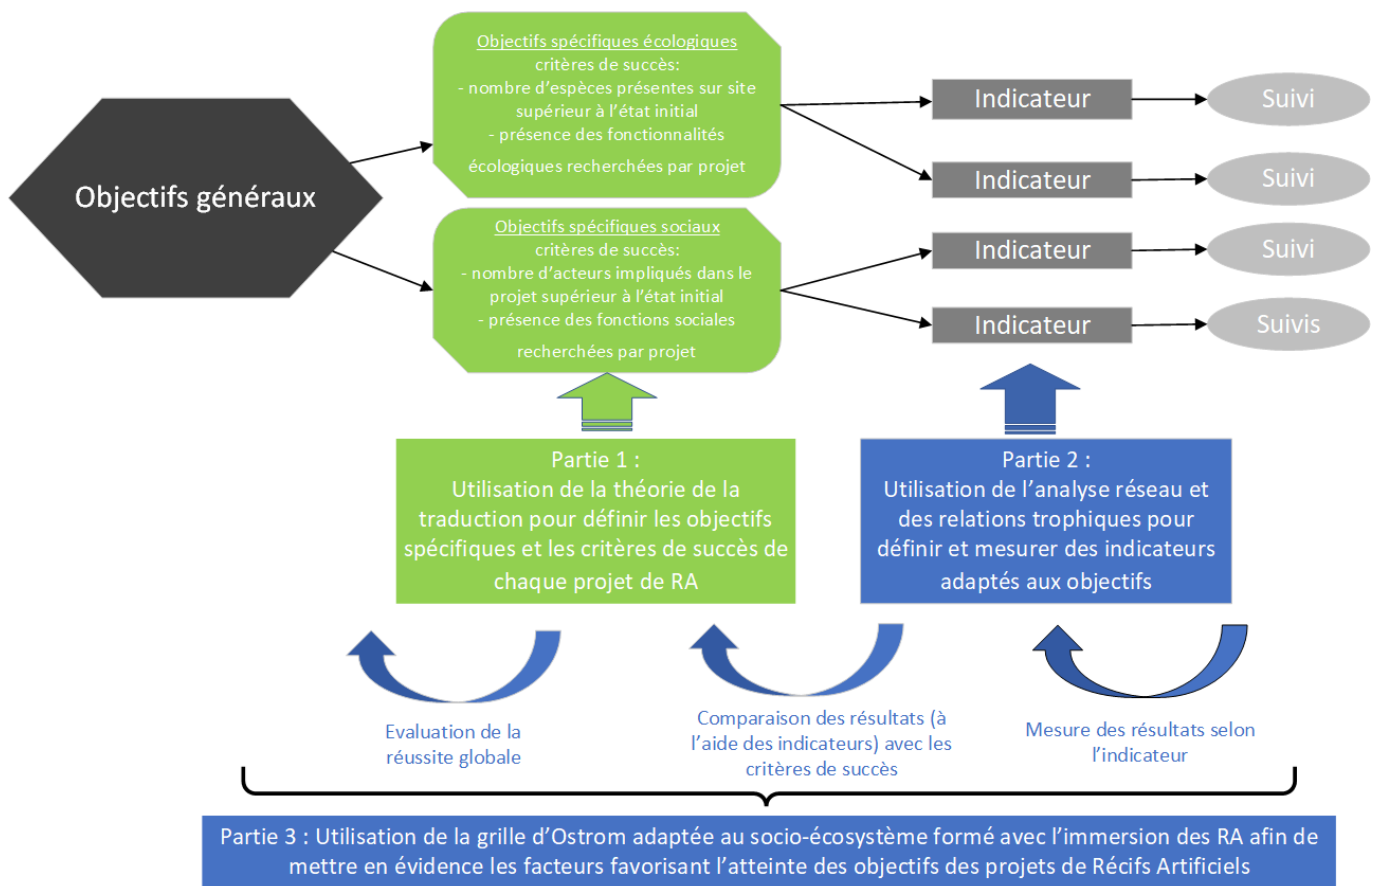 Objectifs généraux
Objectifs spécifiques écologiques
critères de succès:
- nombre d'espèces présentes sur site
supérieur à l'état initial
- présence des fonctionnalités
écologiques recherchées par projet
Objectifs spécifiques sociaux
critères de succès:
- nombre d'acteurs impliqués dans le
projet supérieur à l'état initial
- présence des fonctions sociales
recherchées par projet
Indicateur
Suivi
Indicateur
Suivi
Indicateur
Suivi
Indicateur
Suivis
Partie 1 :
Utilisation de la théorie de la
traduction pour définir les objectifs
spécifiques et les critères de succès de
chaque projet de RA
Partie 2 :
Utilisation de l'analyse réseau et
des relations trophiques pour
définir et mesurer des indicateurs
adaptés aux objectifs
Evaluation de la
réussite globale
Comparaison des résultats (à
l'aide des indicateurs) avec les
critères de succès
Mesure des résultats selon
l'indicateur
Partie 3 : Utilisation de la grille d'Ostrom adaptée au socio-écosystème formé avec l'immersion des RA afin de
mettre en évidence les facteurs favorisant l'atteinte des objectifs des projets de Récifs Artificiels